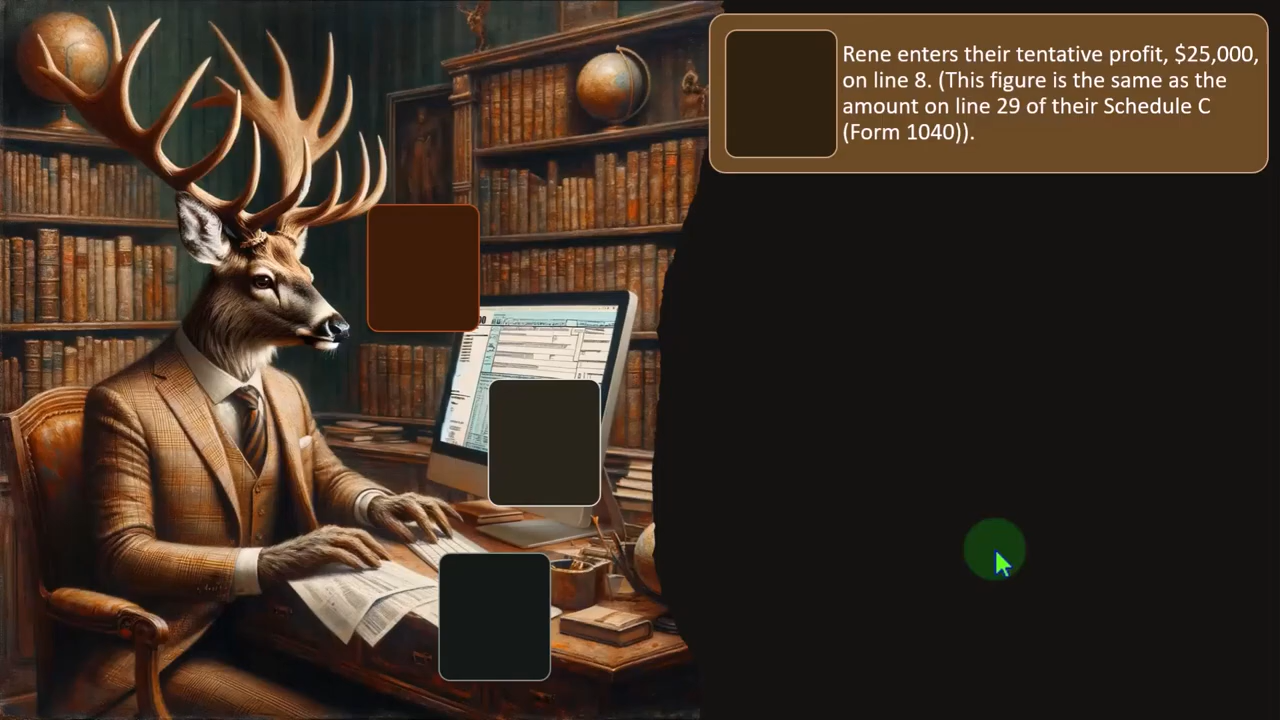 Rene enters their tentative profit, $25,000,
on line 8. (This figure is the same as the
amount on line 29 of their Schedule C
(Form 1040)).